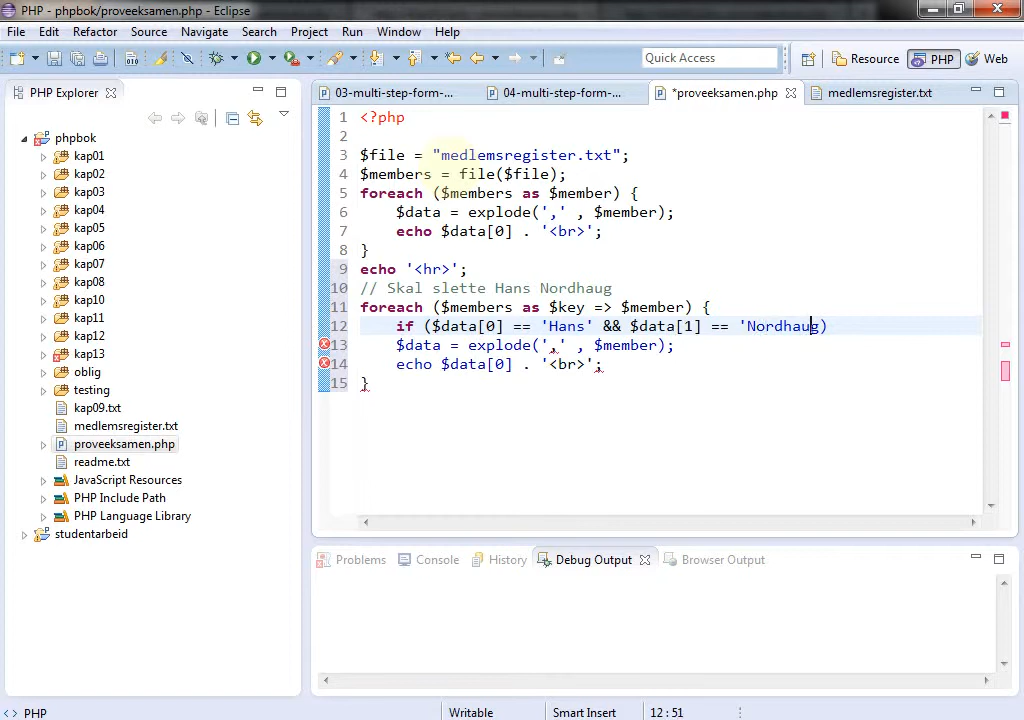 PHP - phpbok/proveeksamen.php - Eclipse
File Edit Refactor Source Navigate Search Project Run Window Help
Quick Access Resource PHP Web
PHP Explorer
phpbok
kap01
kap02
kap03
kap04
kap05
kap06
kap07
kap08
kap09
kap10
kap11
kap12
kap13
oblig
testing
kap09.txt
medlemsregister.txt
proveeksamen.php
readme.txt
JavaScript Resources
PHP Include Path
PHP Language Library
studentarbeid
03-multi-step-form-... 04-multi-step-form-... *proveeksamen.php medlemsregister.txt
1 <?php
2
3 $file = "medlemsregister.txt";
4 $members = file($file);
5 foreach ($members as $member) {
6 $data = explode(',' , $member);
7 echo $data[0] . '<br>';
8 }
9 echo '<hr>';
10 // Skal slette Hans Nordhaug
11 foreach ($members as $key => $member) {
12 if ($data[0] == 'Hans' && $data[1] == 'Nordhaug)
13 $data = explode(',' , $member);
14 echo $data[0] . '<br>';
15 }
Problems Console History Debug Output Browser Output
PHP Writable Smart Insert 12 : 51